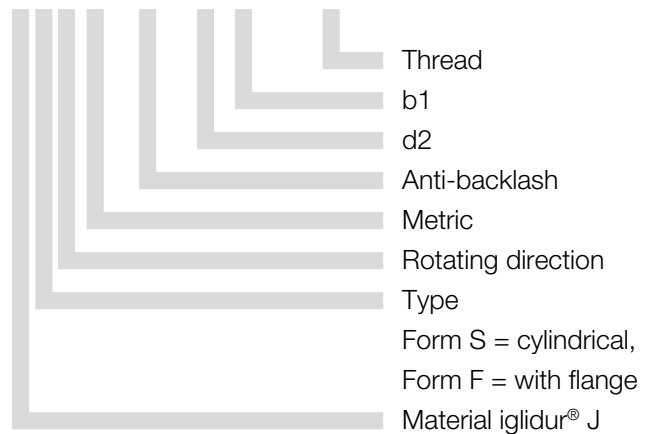 Thread
b1
d2
Anti-backlash
Metric
Rotating direction
Type
Form S = cylindrical,
Form F = with flange
Material iglidur® J